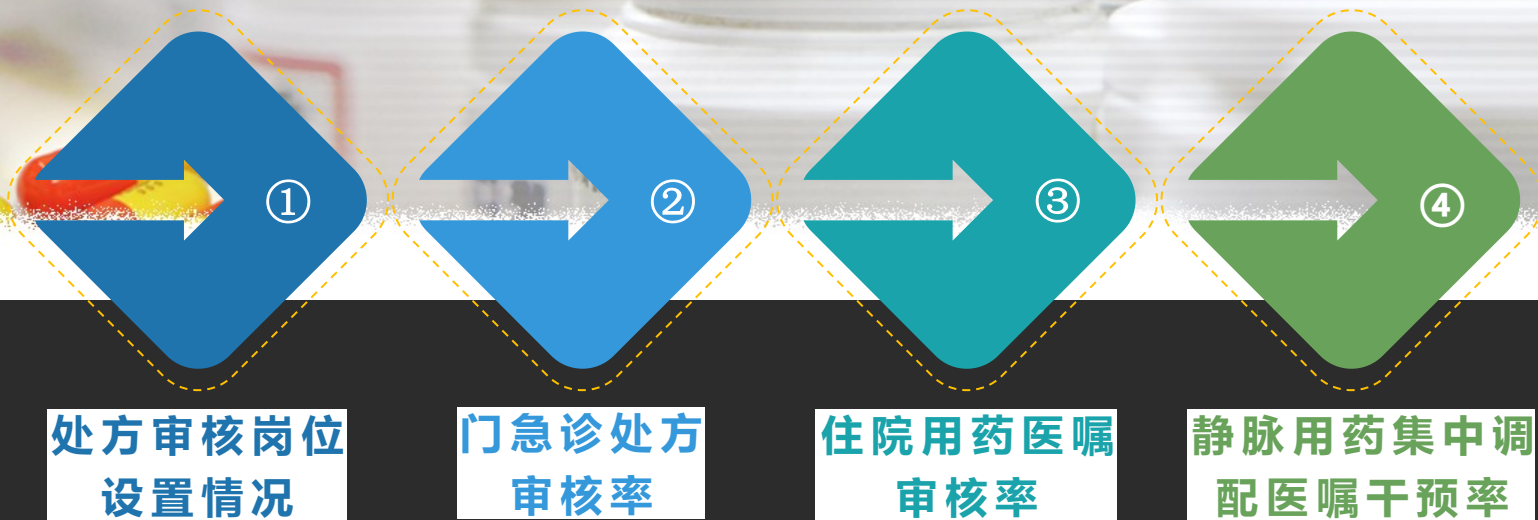 ①
②
③
④
处方审核岗位
设置情况
门急诊处方
审核率
住院用药医嘱
审核率
静脉用药集中调
配医嘱干预率